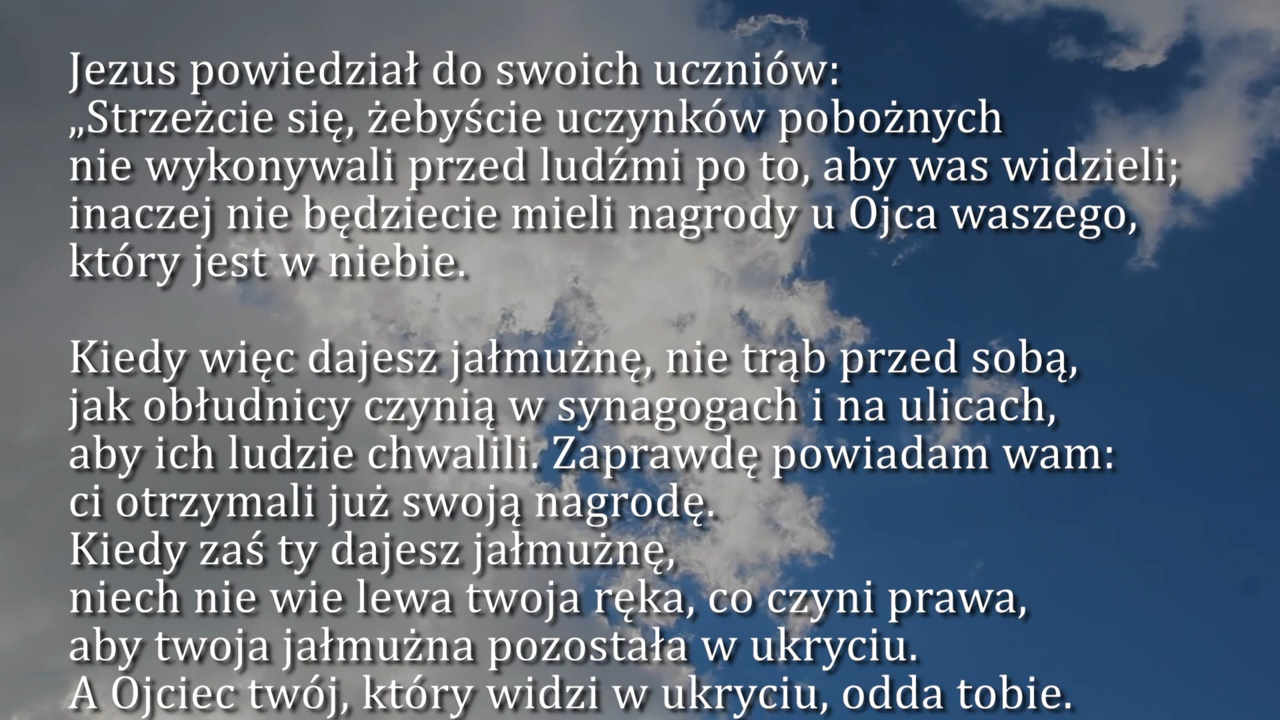 Jezus powiedział do swoich uczniów:
„Strzeżcie się, żebyście uczynków pobożnych
nie wykonywali przed ludźmi po to, aby was widzieli;
inaczej nie będziecie mieli nagrody u Ojca waszego,
który jest w niebie.
Kiedy więc dajesz jałmużnę, nie trąb przed sobą,
jak obłudnicy czynią w synagogach i na ulicach,
aby ich ludzie chwalili. Zaprawdę powiadam wam:
ci otrzymali już swoją nagrodę.
Kiedy zaś ty dajesz jałmużnę,
niech nie wie lewa twoja ręka, co czyni prawa,
aby twoja jałmużna pozostała w ukryciu.
A Ojciec twój, który widzi w ukryciu, odda tobie.